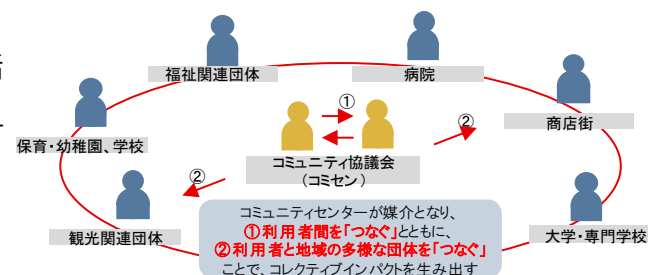 福祉関連団体
病院
①
②
商店街
保育・幼稚園、学校
コミュニティ協議会
（コミセン）
②
観光関連団体
大学・専門学校
コミュニティセンターが媒介となり、
①利用者間を「つなぐ」とともに、
②利用者と地域の多様な団体を「つなぐ」
ことで、コレクティブインパクトを生み出す